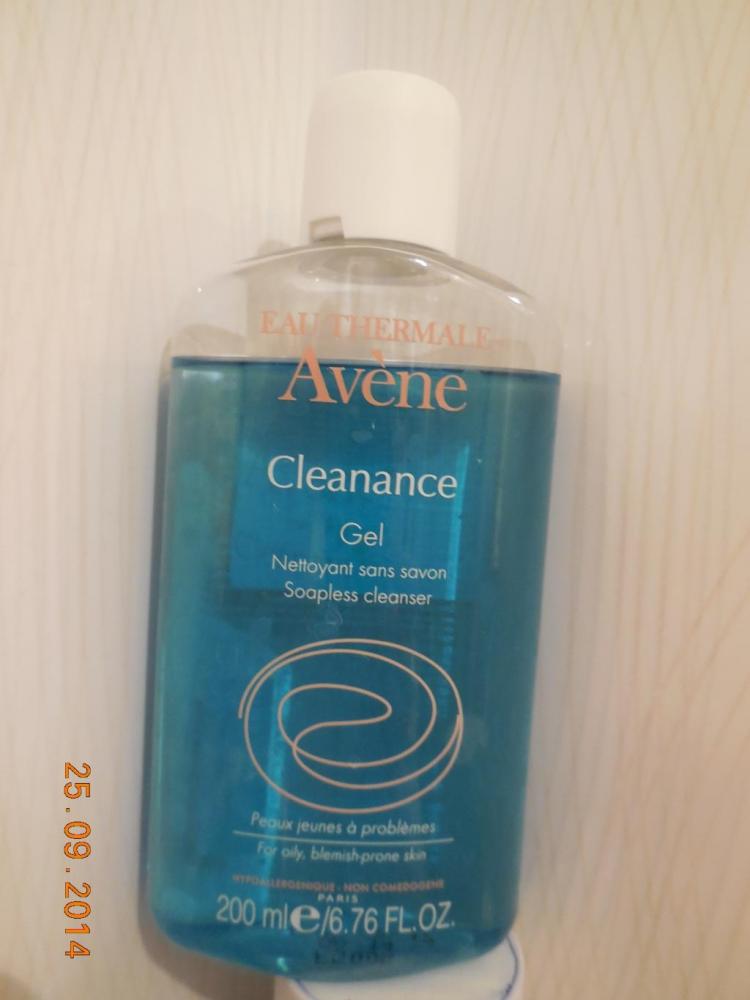 EAU THERMALE
Avène
Cleanance
Gel
Nettoyant sans savon
Soapless cleanser
Peaux jeunes à problèmes
For oily, blemish-prone skin
HYPOALLERGENIQUE - NON COMEDOGENE
PARIS
200 ml e/6.76 FL.OZ.
25.09.2014